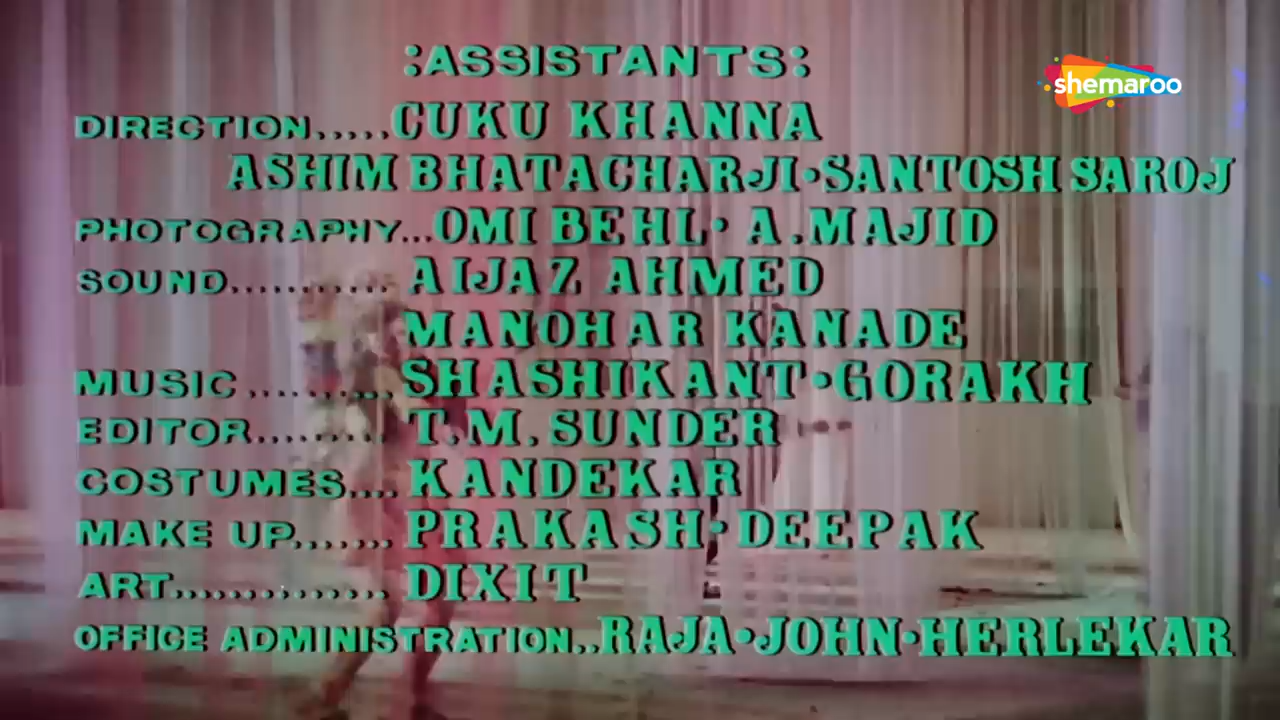 :ASSISTANTS:
shemaroo
DIRECTION.....CUKU KHANNA
ASHIM BHATACHARJI•SANTOSH SAROJ
PHOTOGRAPHY...OMI BEHL• A.MAJID
SOUND........... AIJAZ AHMED
MANOHAR KANADE
MUSIC ..........SHASHIKANT•GORAKH
EDITOR......... T.M.SUNDER
COSTUMES.... KANDEKAR
MAKE UP....... PRAKASH•DEEPAK
ART.............. DIXIT
OFFICE ADMINISTRATION..RAJA•JOHN•HERLEKAR